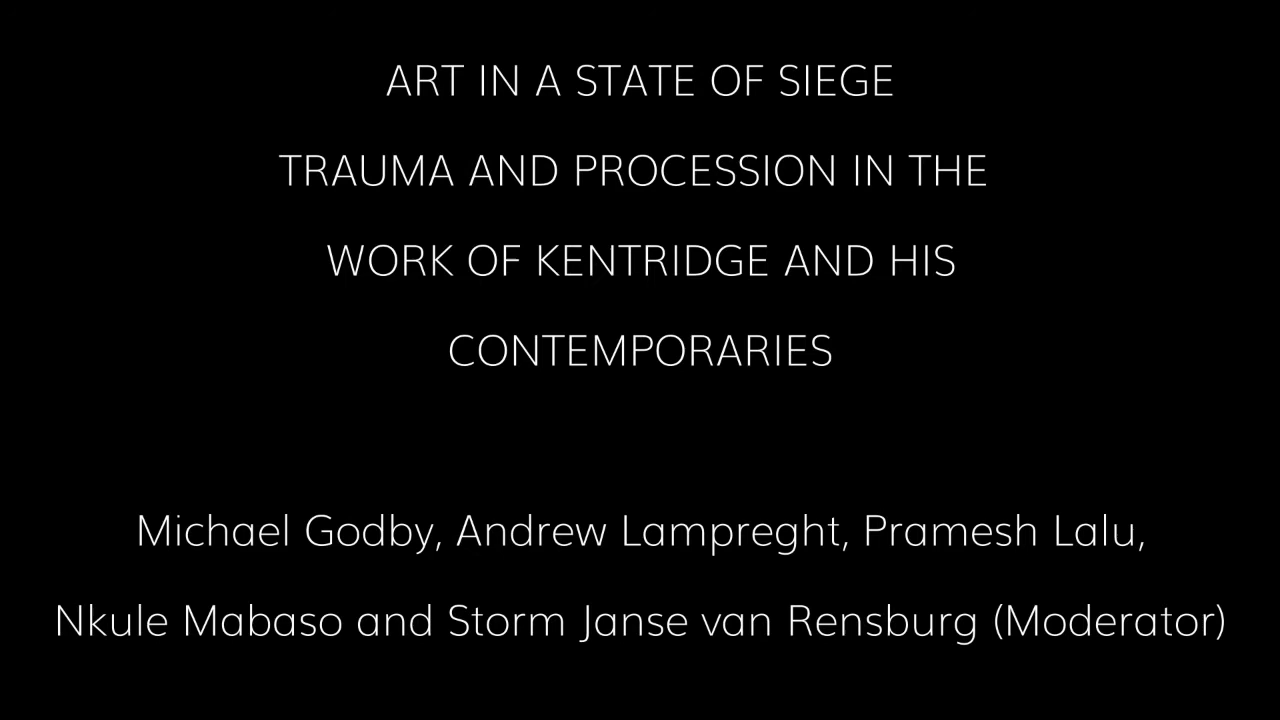 ART IN A STATE OF SIEGE
TRAUMA AND PROCESSION IN THE
WORK OF KENTRIDGE AND HIS
CONTEMPORARIES
Michael Godby, Andrew Lampreght, Pramesh Lalu,
Nkule Mabaso and Storm Janse van Rensburg (Moderator)